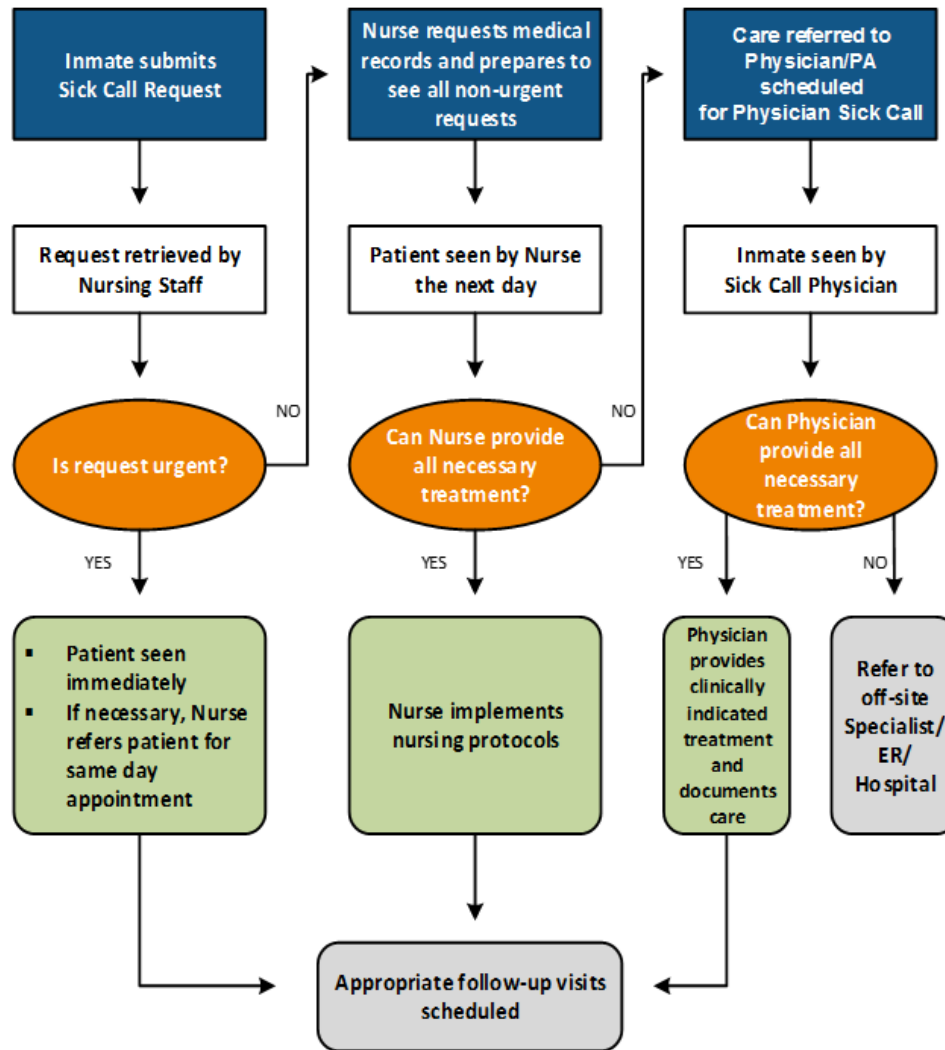 Inmate submits
Sick Call Request
Request retrieved by
Nursing Staff
Is request urgent?
NO
YES
▪ Patient seen
immediately
▪ If necessary, Nurse
refers patient for
same day
appointment
Nurse requests medical
records and prepares to
see all non-urgent
requests
Patient seen by Nurse
the next day
Can Nurse provide
all necessary
treatment?
NO
YES
Nurse implements
nursing protocols
Care referred to
Physician/PA
scheduled
for Physician Sick Call
Inmate seen by
Sick Call Physician
Can Physician
provide all
necessary
treatment?
YES
NO
Physician
provides
clinically
indicated
treatment
and
documents
care
Refer to
off-site
Specialist/
ER/
Hospital
Appropriate follow-up visits
scheduled